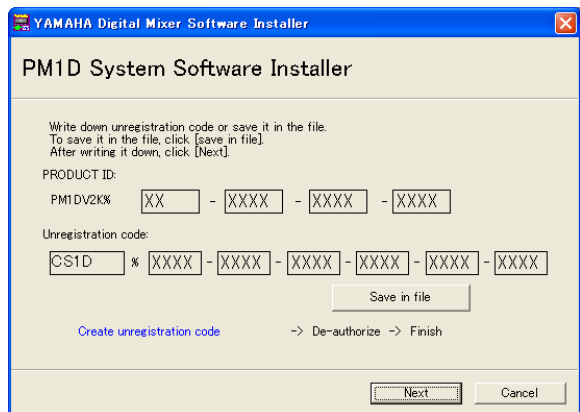 YAMAHA Digital Mixer Software Installer
PM1D System Software Installer
Write down unregistration code or save it in the file.
To save it in the file, click [save in file].
After writing it down, click [Next].
PRODUCT ID:
PM1DV2K% XX - XXXX - XXXX - XXXX
Unregistration code:
CS1D % XXXX - XXXX - XXXX - XXXX - XXXX - XXXX
Save in file
Create unregistration code -> De-authorize -> Finish
Next Cancel